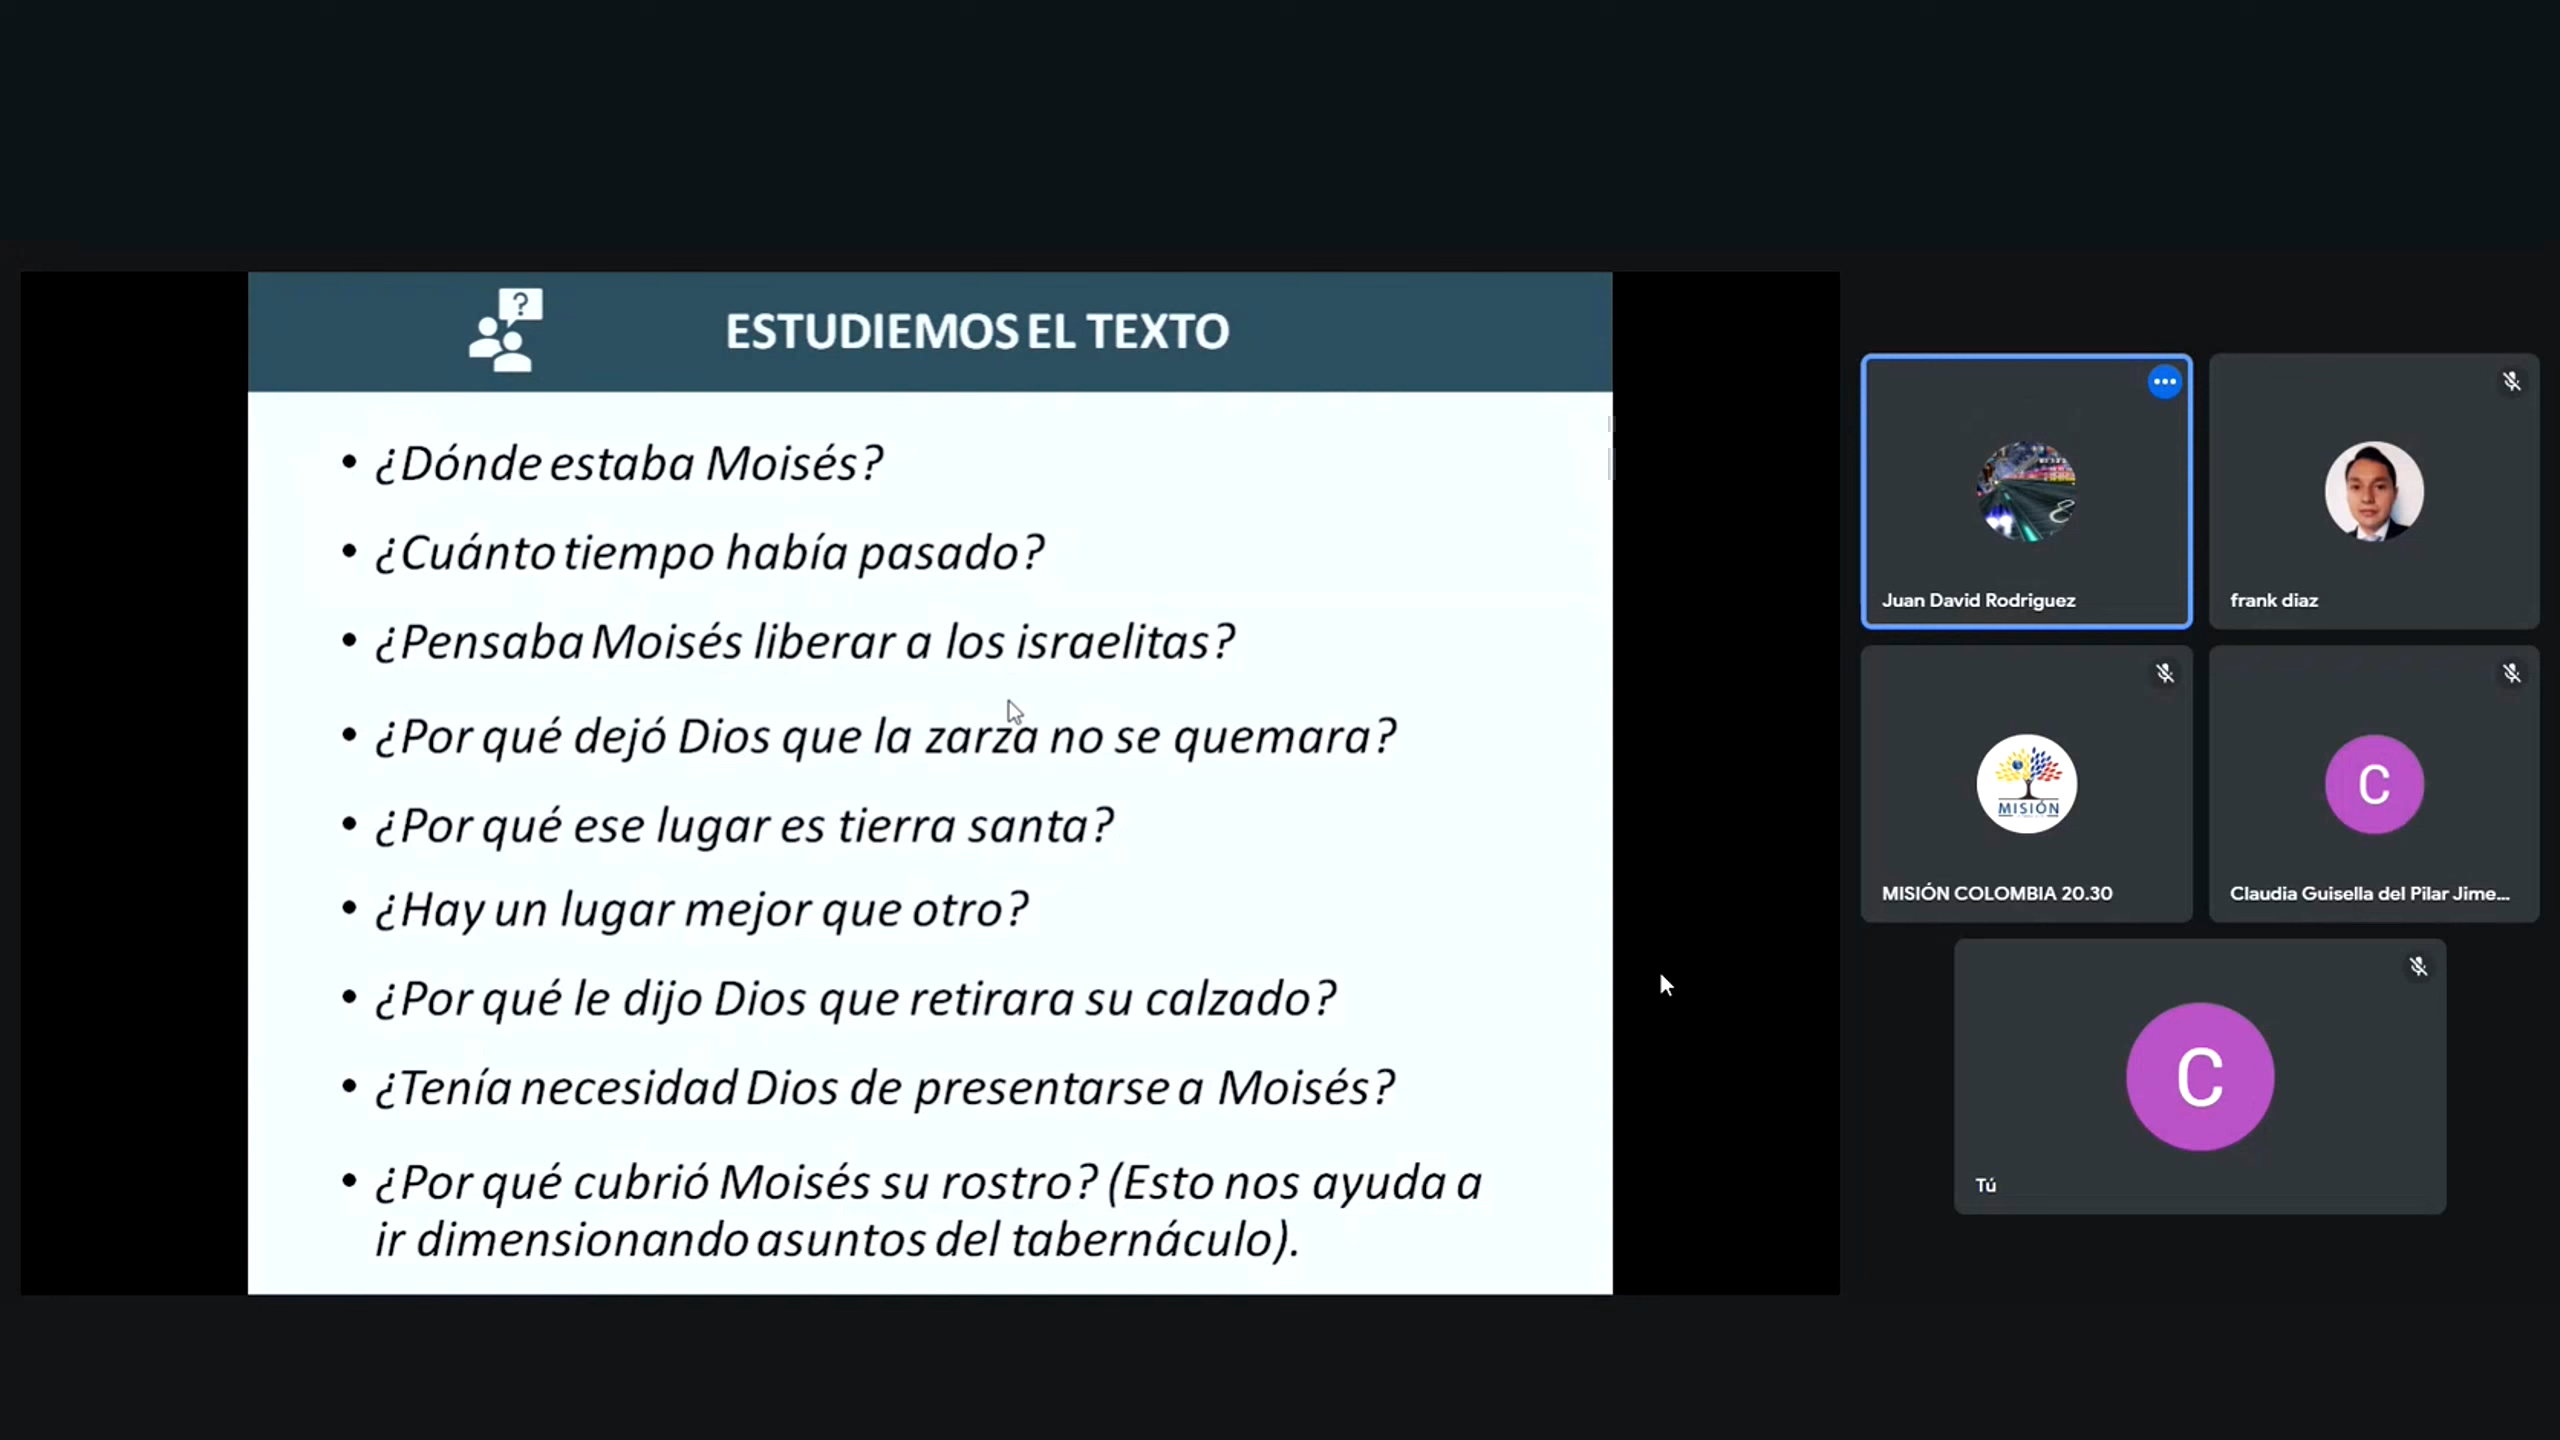 ESTUDIEMOS EL TEXTO
• ¿Dónde estaba Moisés?
• ¿Cuánto tiempo había pasado?
• ¿Pensaba Moisés liberar a los israelitas?
• ¿Por qué dejó Dios que la zarza no se quemara?
• ¿Por qué ese lugar es tierra santa?
• ¿Hay un lugar mejor que otro?
• ¿Por qué le dijo Dios que retirara su calzado?
• ¿Tenía necesidad Dios de presentarse a Moisés?
• ¿Por qué cubrió Moisés su rostro? (Esto nos ayuda a
ir dimensionando asuntos del tabernáculo).
Juan David Rodriguez
frank diaz
MISIÓN
C
MISIÓN COLOMBIA 20.30
Claudia Guisella del Pilar Jime...
C
Tú